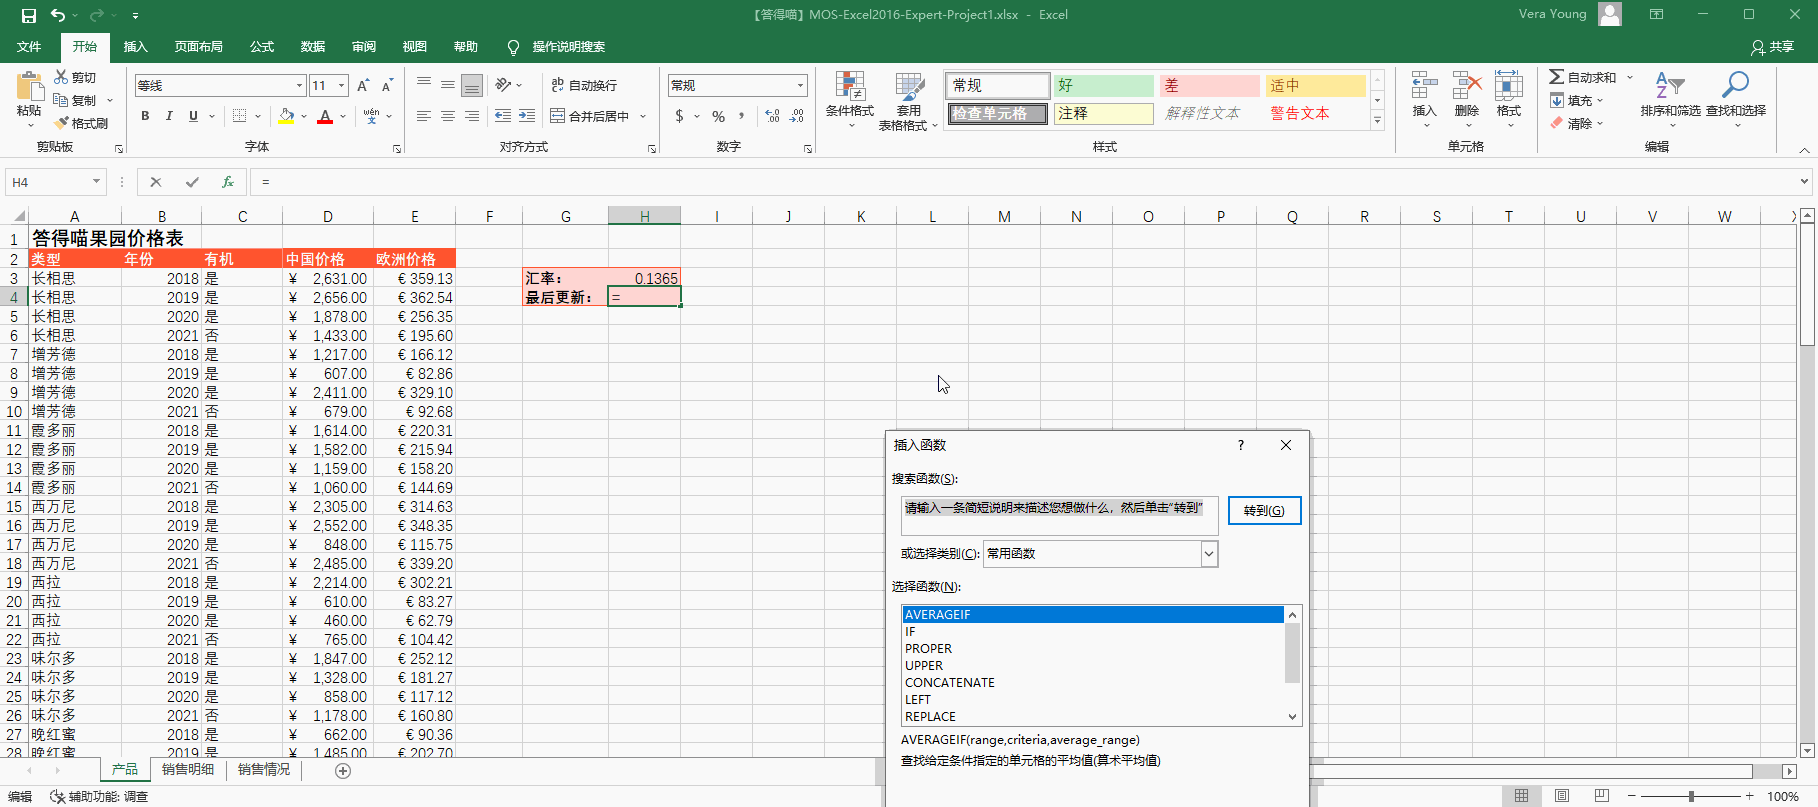 【答得喵】MOS-Excel2016-Expert-Project1.xlsx - Excel
Vera Young
文件 开始 插入 页面布局 公式 数据 审阅 视图 帮助 操作说明搜索 共享
粘贴 剪切 复制 格式刷 剪贴板
等线 11 B I U A wén 文 字体
ab 自动换行 合并后居中 对齐方式
常规 $ % , 数字
条件格式 套用表格格式 常规 好 差 适中
检查单元格 注释 解释性文本 警告文本 样式
插入 删除 格式 单元格
自动求和 填充 清除 排序和筛选 查找和选择 编辑
H4 fx =
A B C D E F G H I J K L M N O P Q R S T U V W X
1 答得喵果园价格表
2 类型 年份 有机 中国价格 欧洲价格
3 长相思 2018 是 ¥ 2,631.00 € 359.13 汇率： 0.1365
4 长相思 2019 是 ¥ 2,656.00 € 362.54 最后更新： =
5 长相思 2020 是 ¥ 1,878.00 € 256.35
6 长相思 2021 否 ¥ 1,433.00 € 195.60
7 增芳德 2018 是 ¥ 1,217.00 € 166.12
8 增芳德 2019 是 ¥ 607.00 € 82.86
9 增芳德 2020 是 ¥ 2,411.00 € 329.10
10 增芳德 2021 否 ¥ 679.00 € 92.68
11 霞多丽 2018 是 ¥ 1,614.00 € 220.31
12 霞多丽 2019 是 ¥ 1,582.00 € 215.94
13 霞多丽 2020 是 ¥ 1,159.00 € 158.20
14 霞多丽 2021 否 ¥ 1,060.00 € 144.69
15 西万尼 2018 是 ¥ 2,305.00 € 314.63
16 西万尼 2019 是 ¥ 2,552.00 € 348.35
17 西万尼 2020 是 ¥ 848.00 € 115.75
18 西万尼 2021 否 ¥ 2,485.00 € 339.20
19 西拉 2018 是 ¥ 2,214.00 € 302.21
20 西拉 2019 是 ¥ 610.00 € 83.27
21 西拉 2020 是 ¥ 460.00 € 62.79
22 西拉 2021 否 ¥ 765.00 € 104.42
23 味尔多 2018 是 ¥ 1,847.00 € 252.12
24 味尔多 2019 是 ¥ 1,328.00 € 181.27
25 味尔多 2020 是 ¥ 858.00 € 117.12
26 味尔多 2021 否 ¥ 1,178.00 € 160.80
27 晚红蜜 2018 是 ¥ 662.00 € 90.36
28 晚红蜜 2019 是 ¥ 1,485.00 € 202.70
插入函数 ?
搜索函数(S):
请输入一条简短说明来描述您想做什么，然后单击“转到”
转到(G)
或选择类别(C): 常用函数
选择函数(N):
AVERAGEIF
IF
PROPER
UPPER
CONCATENATE
LEFT
REPLACE
AVERAGEIF(range,criteria,average_range)
查找给定条件指定的单元格的平均值(算术平均值)
产品 销售明细 销售情况
编辑 辅助功能: 调查 100%